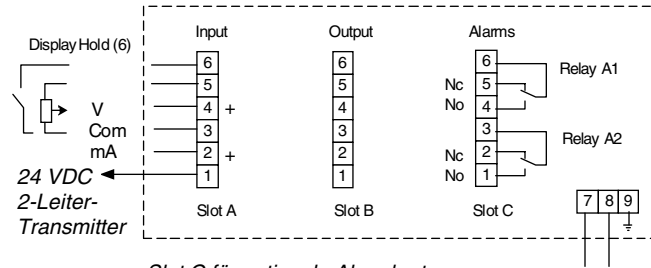 Input Output Alarms
Display Hold (6)
6 6 6 Relay A1
5 5 Nc 5
V 4 + 4 No 4
Com 3 3 3 Relay A2
mA 2 + 2 Nc 2
24 VDC 1 1 No 1
2-Leiter-
Transmitter Slot A Slot B Slot C 7 8 9